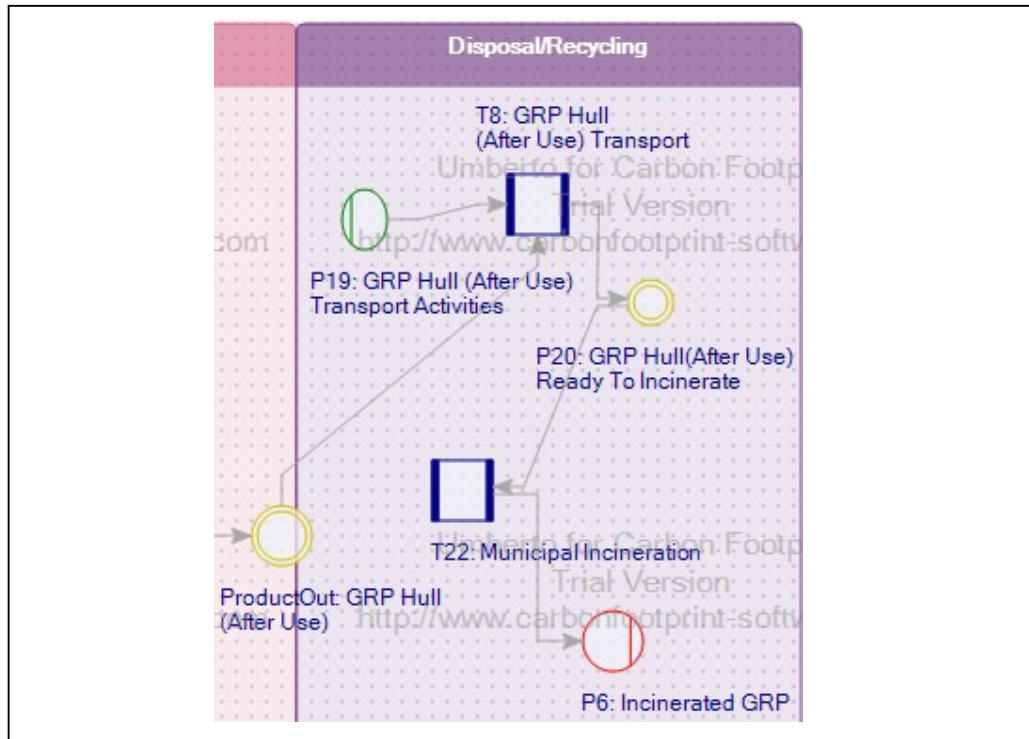 Disposal/Recycling
T8: GRP Hull
(After Use) Transport
Umberto for Carbon Footp
Trial Version
.com
http://www.carbonfootprint-softw
P19: GRP Hull (After Use)
Transport Activities
P20: GRP Hull(After Use)
Ready To Incinerate
T22: Municipal Incineration
Umberto for Carbon Footp
Trial Version
ProductOut: GRP Hull
(After Use)
http://www.carbonfootprint-softw
P6: Incinerated GRP